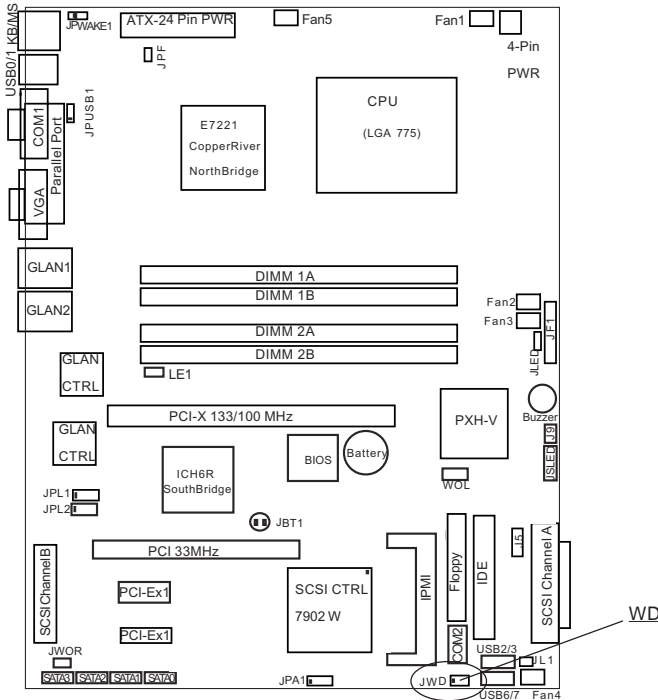 KB/MS
USB0/1
JPWAKE1
ATX-24 Pin PWR
Fan5
Fan1
4-Pin
PWR
JPF
JPUSB1
COM1
Parallel Port
VGA
E7221
CopperRiver
NorthBridge
CPU
(LGA 775)
GLAN1
GLAN2
DIMM 1A
DIMM 1B
DIMM 2A
DIMM 2B
Fan2
Fan3
JF1
JLED
LE1
GLAN
CTRL
PCI-X 133/100 MHz
GLAN
CTRL
PXH-V
Buzzer
J9
JSLED
ICH6R
SouthBridge
BIOS
Battery
WOL
JPL1
JPL2
JBT1
PCI 33MHz
SCSI Channel B
PCI-Ex1
PCI-Ex1
SCSI CTRL
7902 W
IPMI
Floppy
IDE
J5
SCSI Channel A
COM2
USB2/3
JL1
WD
JWOR
SATA3
SATA2
SATA1
SATA0
JPA1
JWD
USB6/7
Fan4